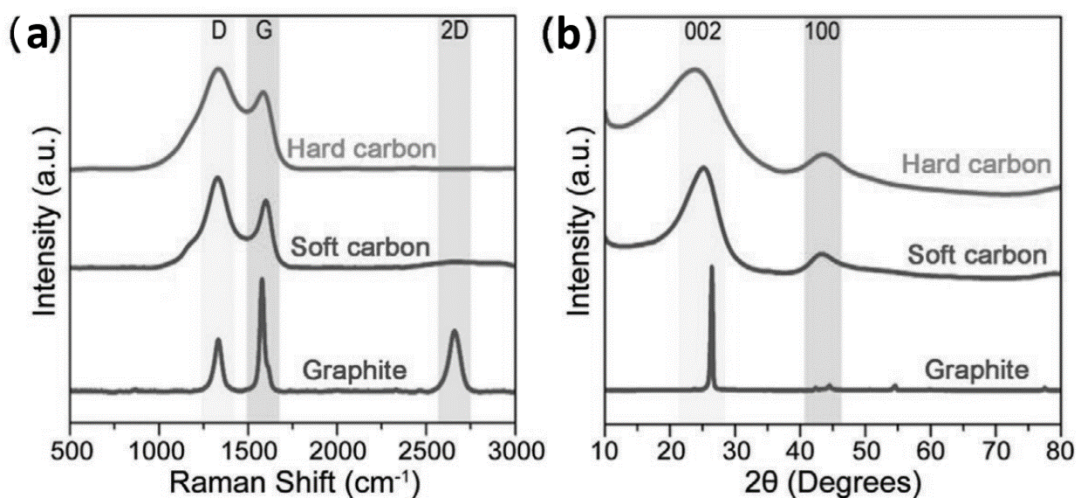 (a)
D G 2D
Hard carbon
Soft carbon
Graphite
Intensity (a.u.)
500 1000 1500 2000 2500 3000
Raman Shift (cm⁻¹)
(b)
002 100
Hard carbon
Soft carbon
Graphite
Intensity (a.u.)
10 20 30 40 50 60 70 80
2θ (Degrees)